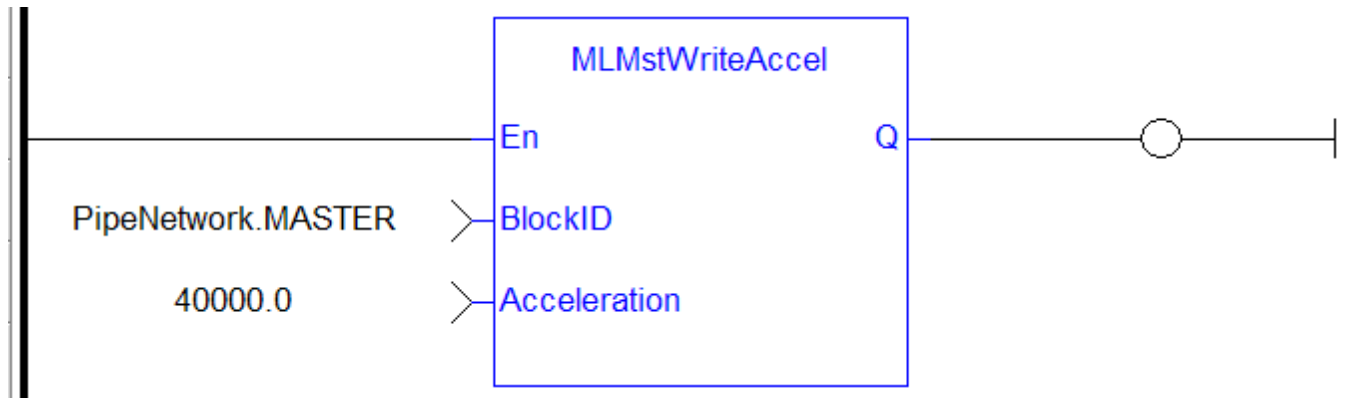 MLMstWriteAccel
En Q
PipeNetwork.MASTER BlockID
40000.0 Acceleration